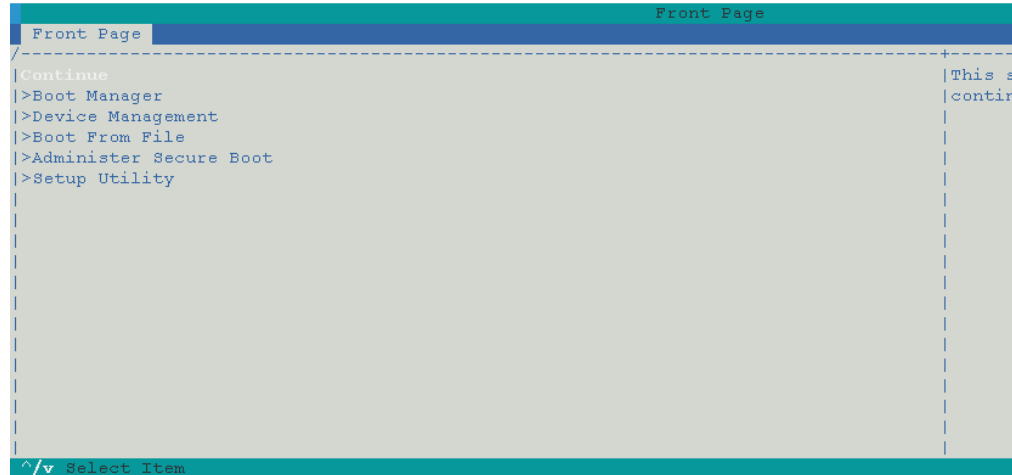 Front Page
Front Page
Continue
>Boot Manager
>Device Management
>Boot From File
>Administer Secure Boot
>Setup Utility
This s
contin
^/v Select Item